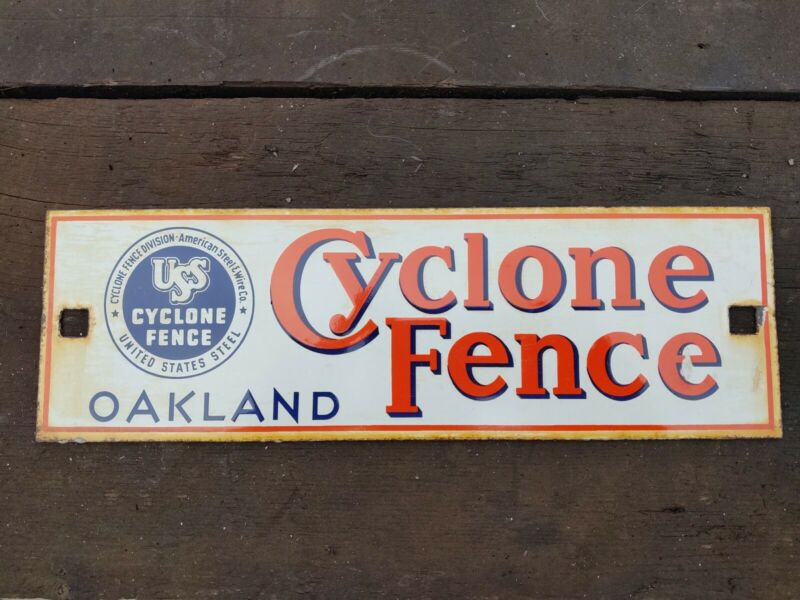 CYCLONE FENCE DIVISION · American Steel & Wire Co.
USS
CYCLONE
FENCE
UNITED STATES STEEL
OAKLAND
Cyclone
Fence